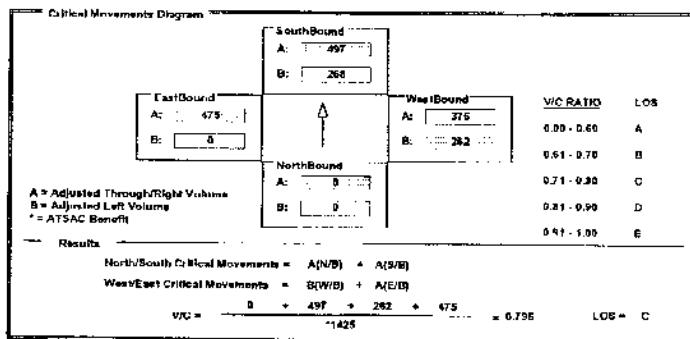 Critical Movements Diagram
SouthBound
A: 497
B: 268
EastBound
A: 475
B: 0
WestBound
A: 376
B: 262
NorthBound
A: 0
B: 0
V/C RATIO LOS
0.00 - 0.60 A
0.61 - 0.70 B
0.71 - 0.80 C
0.81 - 0.90 D
0.91 - 1.00 E
A = Adjusted Through/Right Volume
B = Adjusted Left Volume
* = ATSAC Benefit
Results
North/South Critical Movements = A(N/B) + A(S/B)
West/East Critical Movements = B(W/B) + A(E/B)
V/C = 0 + 497 + 262 + 475 = LOS = C
*1425